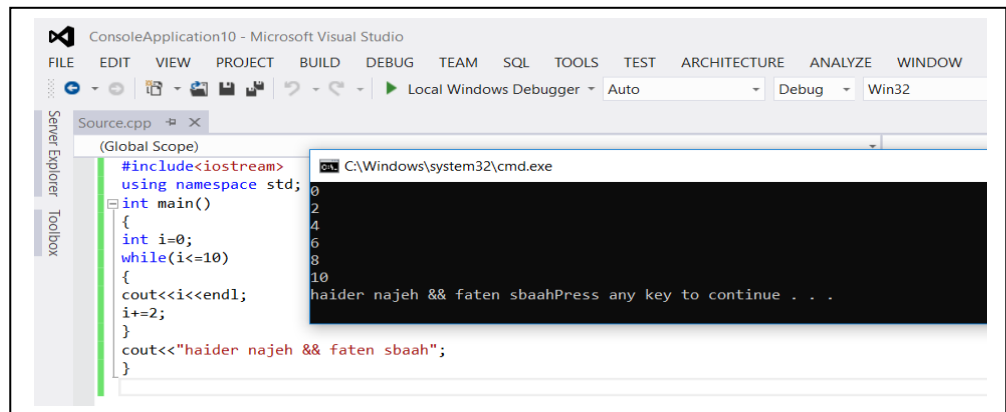 ConsoleApplication10 - Microsoft Visual Studio
FILE EDIT VIEW PROJECT BUILD DEBUG TEAM SQL TOOLS TEST ARCHITECTURE ANALYZE WINDOW
Local Windows Debugger Auto Debug Win32
Server Explorer
Toolbox
Source.cpp
(Global Scope)
#include<iostream>
using namespace std;
int main()
{
int i=0;
while(i<=10)
{
cout<<i<<endl;
i+=2;
}
cout<<"haider najeh && faten sbaah";
}
C:\Windows\system32\cmd.exe
0
2
4
6
8
10
haider najeh && faten sbaahPress any key to continue . . .